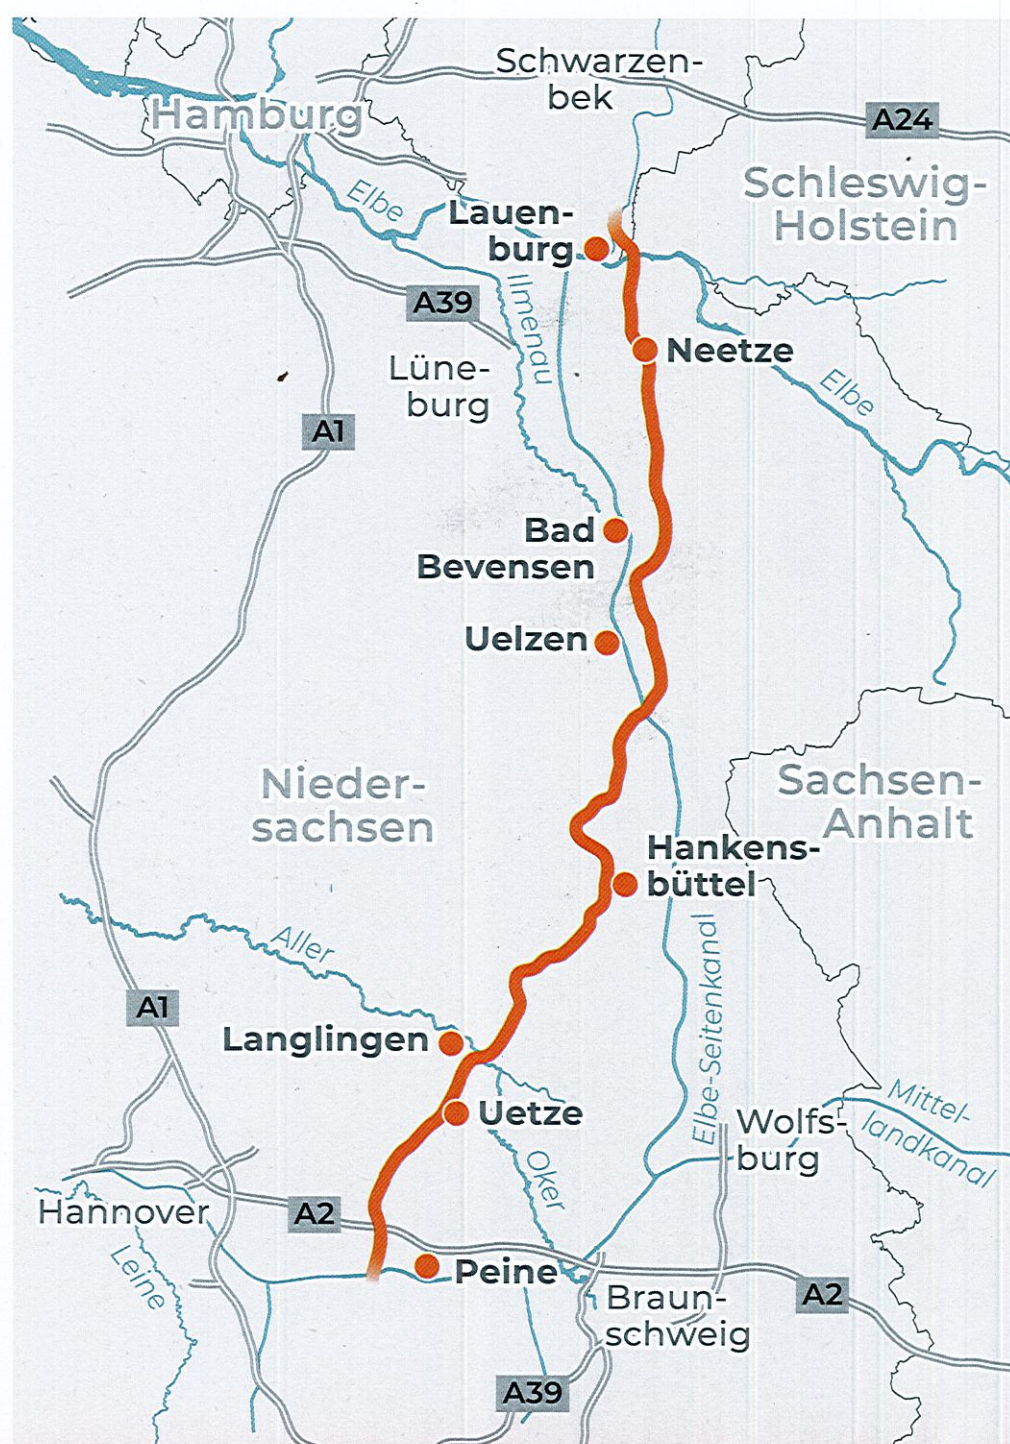 Schwarzen-
bek
Hamburg
A24
Schleswig-
Holstein
Elbe
Lauen-
burg
A39
Ilmenau
Neetze
Lüne-
burg
Elbe
A1
Bad
Bevensen
Uelzen
Nieder-
sachsen
Sachsen-
Anhalt
Hankens-
büttel
Aller
Elbe-Seitenkanal
A1
Langlingen
Uetze
Mittel-
landkanal
Wolfs-
burg
Oker
Hannover
A2
Leine
Peine
Braun-
schweig
A2
A39